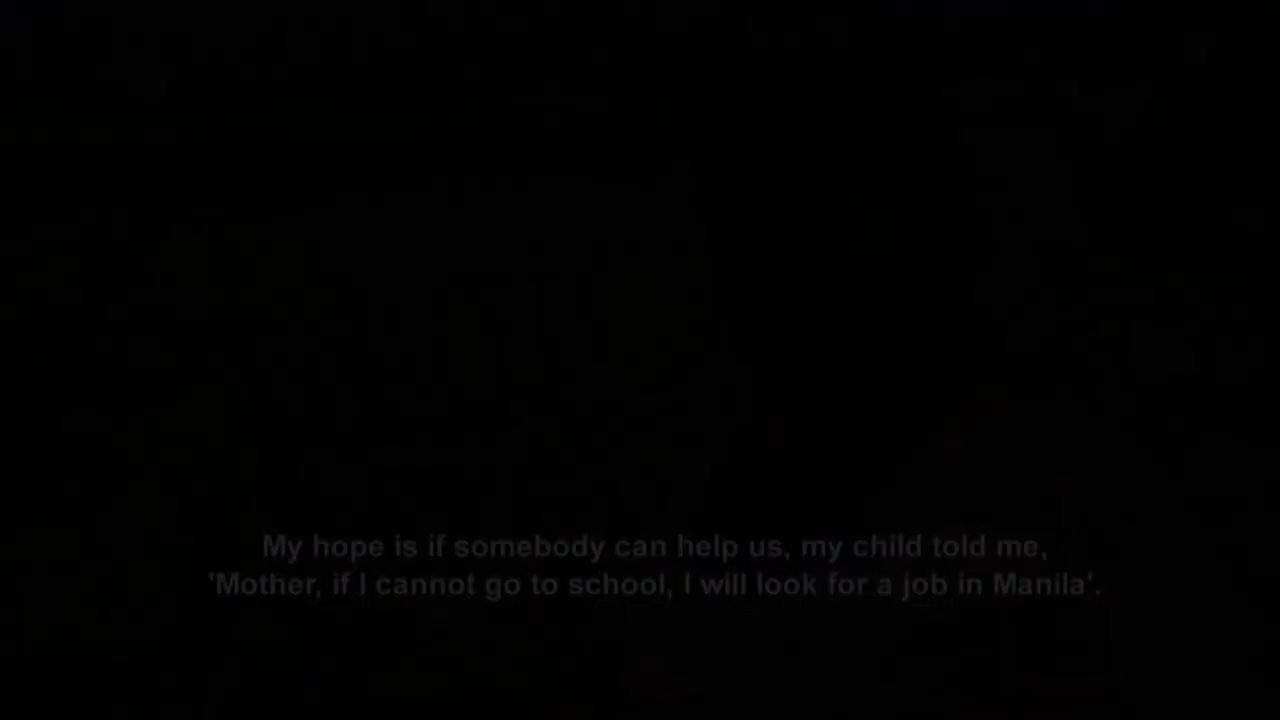 My hope is if somebody can help us, my child told me,
'Mother, if I cannot go to school, I will look for a job in Manila'.